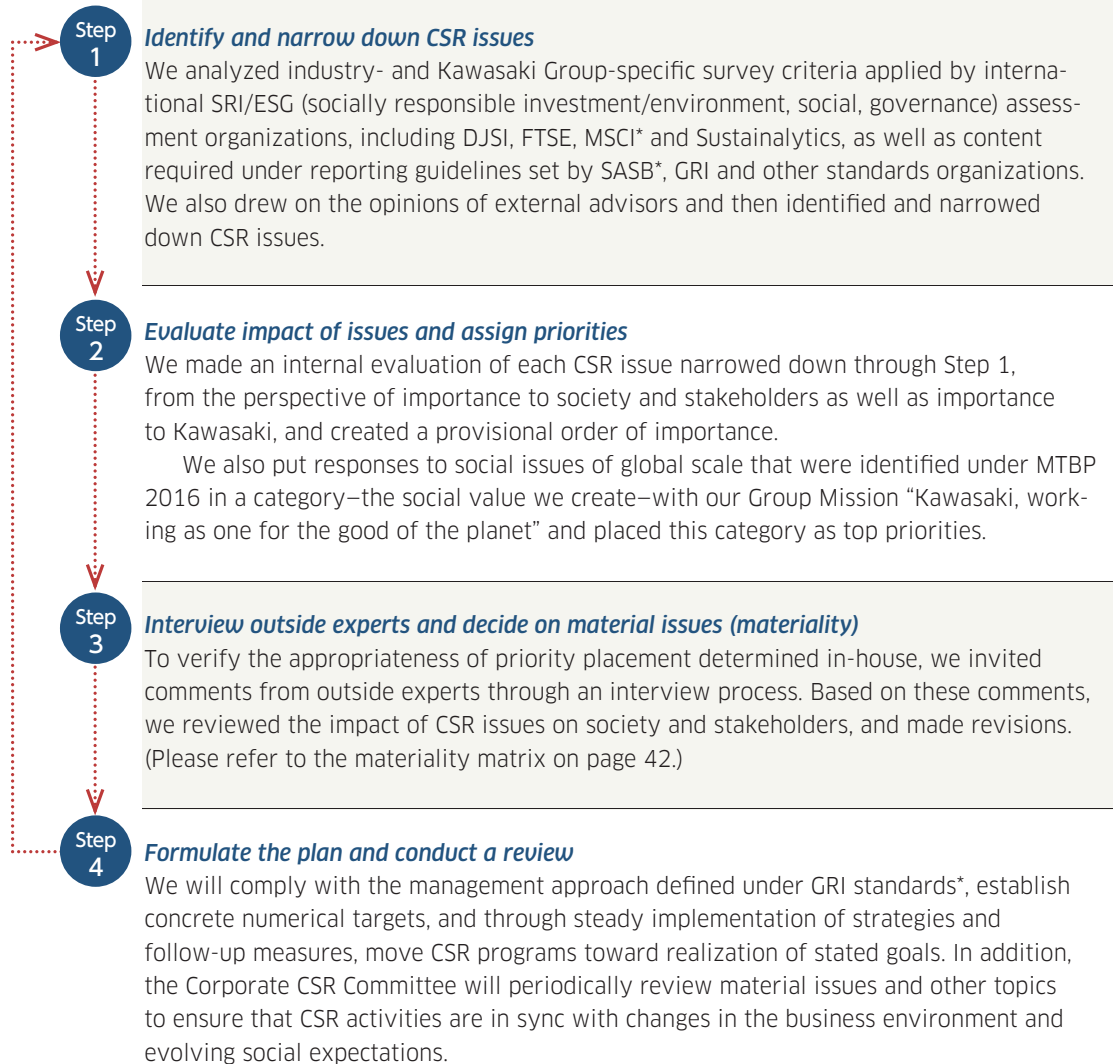 Step
1
Identify and narrow down CSR issues
We analyzed industry- and Kawasaki Group-specific survey criteria applied by interna-
tional SRI/ESG (socially responsible investment/environment, social, governance) assess-
ment organizations, including DJSI, FTSE, MSCI* and Sustainalytics, as well as content
required under reporting guidelines set by SASB*, GRI and other standards organizations.
We also drew on the opinions of external advisors and then identified and narrowed
down CSR issues.
Step
2
Evaluate impact of issues and assign priorities
We made an internal evaluation of each CSR issue narrowed down through Step 1,
from the perspective of importance to society and stakeholders as well as importance
to Kawasaki, and created a provisional order of importance.
We also put responses to social issues of global scale that were identified under MTBP
2016 in a category—the social value we create—with our Group Mission “Kawasaki, work-
ing as one for the good of the planet” and placed this category as top priorities.
Step
3
Interview outside experts and decide on material issues (materiality)
To verify the appropriateness of priority placement determined in-house, we invited
comments from outside experts through an interview process. Based on these comments,
we reviewed the impact of CSR issues on society and stakeholders, and made revisions.
(Please refer to the materiality matrix on page 42.)
Step
4
Formulate the plan and conduct a review
We will comply with the management approach defined under GRI standards*, establish
concrete numerical targets, and through steady implementation of strategies and
follow-up measures, move CSR programs toward realization of stated goals. In addition,
the Corporate CSR Committee will periodically review material issues and other topics
to ensure that CSR activities are in sync with changes in the business environment and
evolving social expectations.